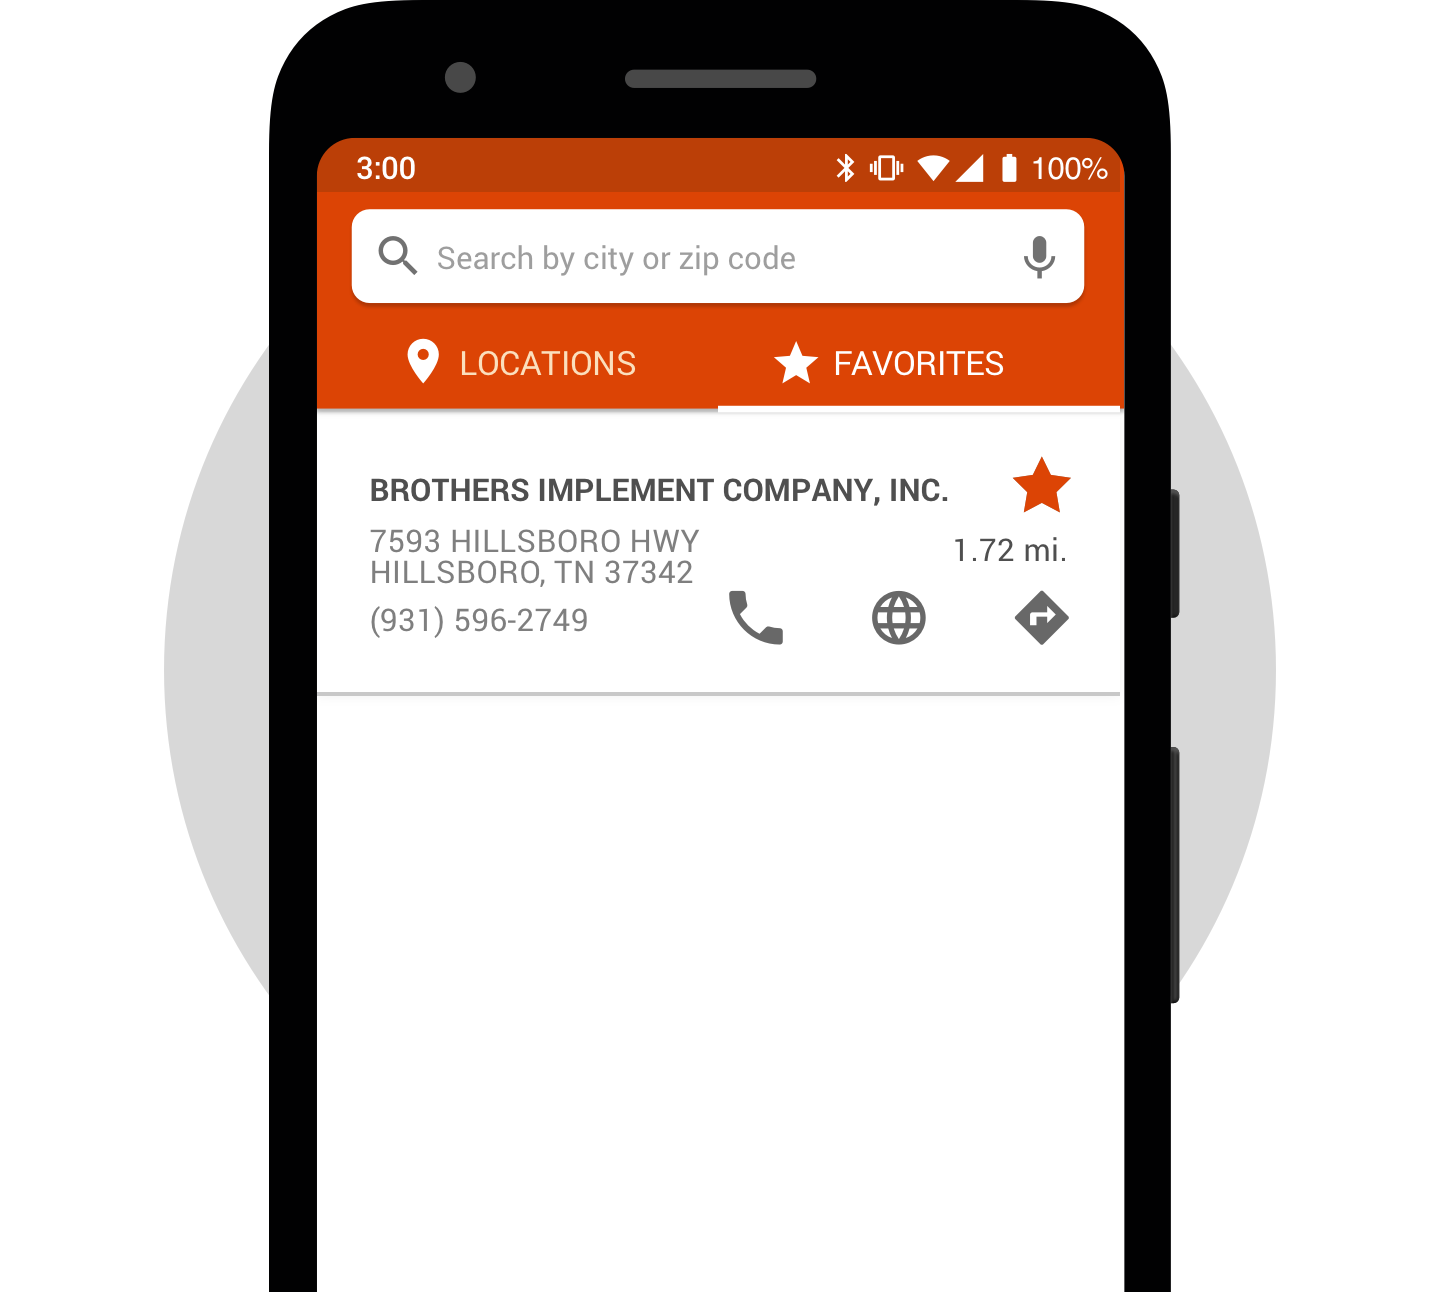 3:00 100%
Search by city or zip code
LOCATIONS FAVORITES
BROTHERS IMPLEMENT COMPANY, INC.
7593 HILLSBORO HWY
HILLSBORO, TN 37342
1.72 mi.
(931) 596-2749